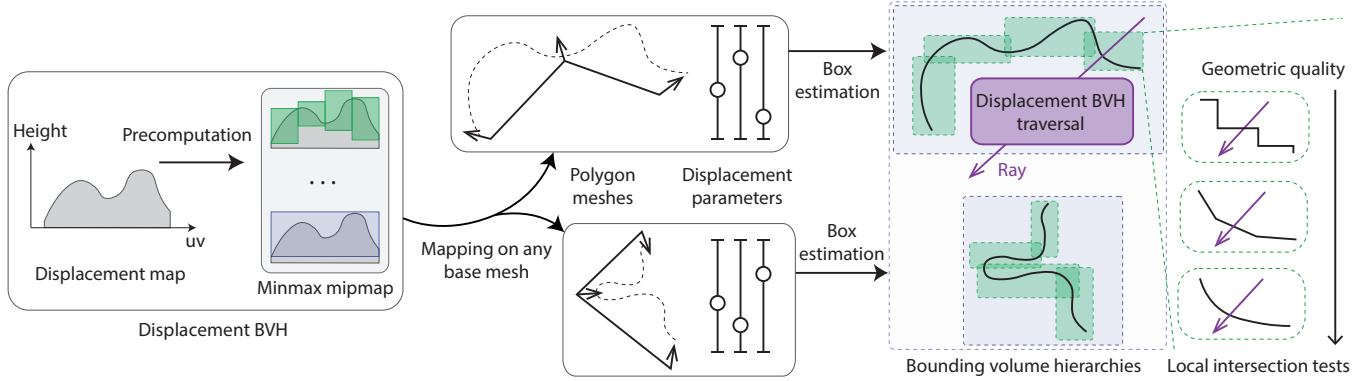 Height
Precomputation
...
uv
Displacement map
Minmax mipmap
Displacement BVH
Mapping on any
base mesh
Polygon
meshes
Displacement
parameters
Box
estimation
Box
estimation
Displacement BVH
traversal
Ray
Bounding volume hierarchies
Geometric quality
Local intersection tests